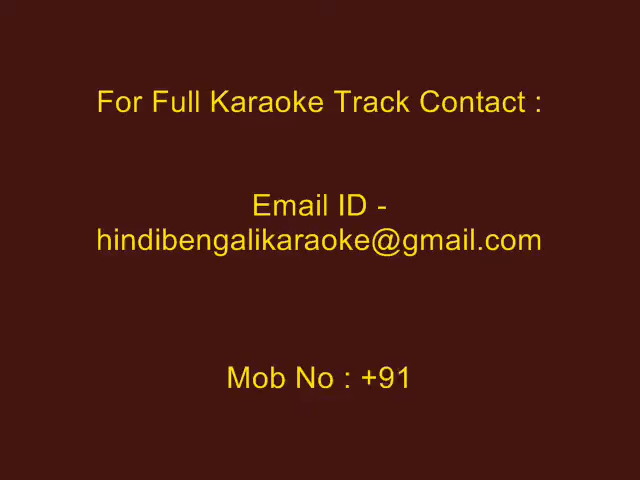 For Full Karaoke Track Contact :
Email ID -
hindibengalikaraoke@gmail.com
Mob No : +91